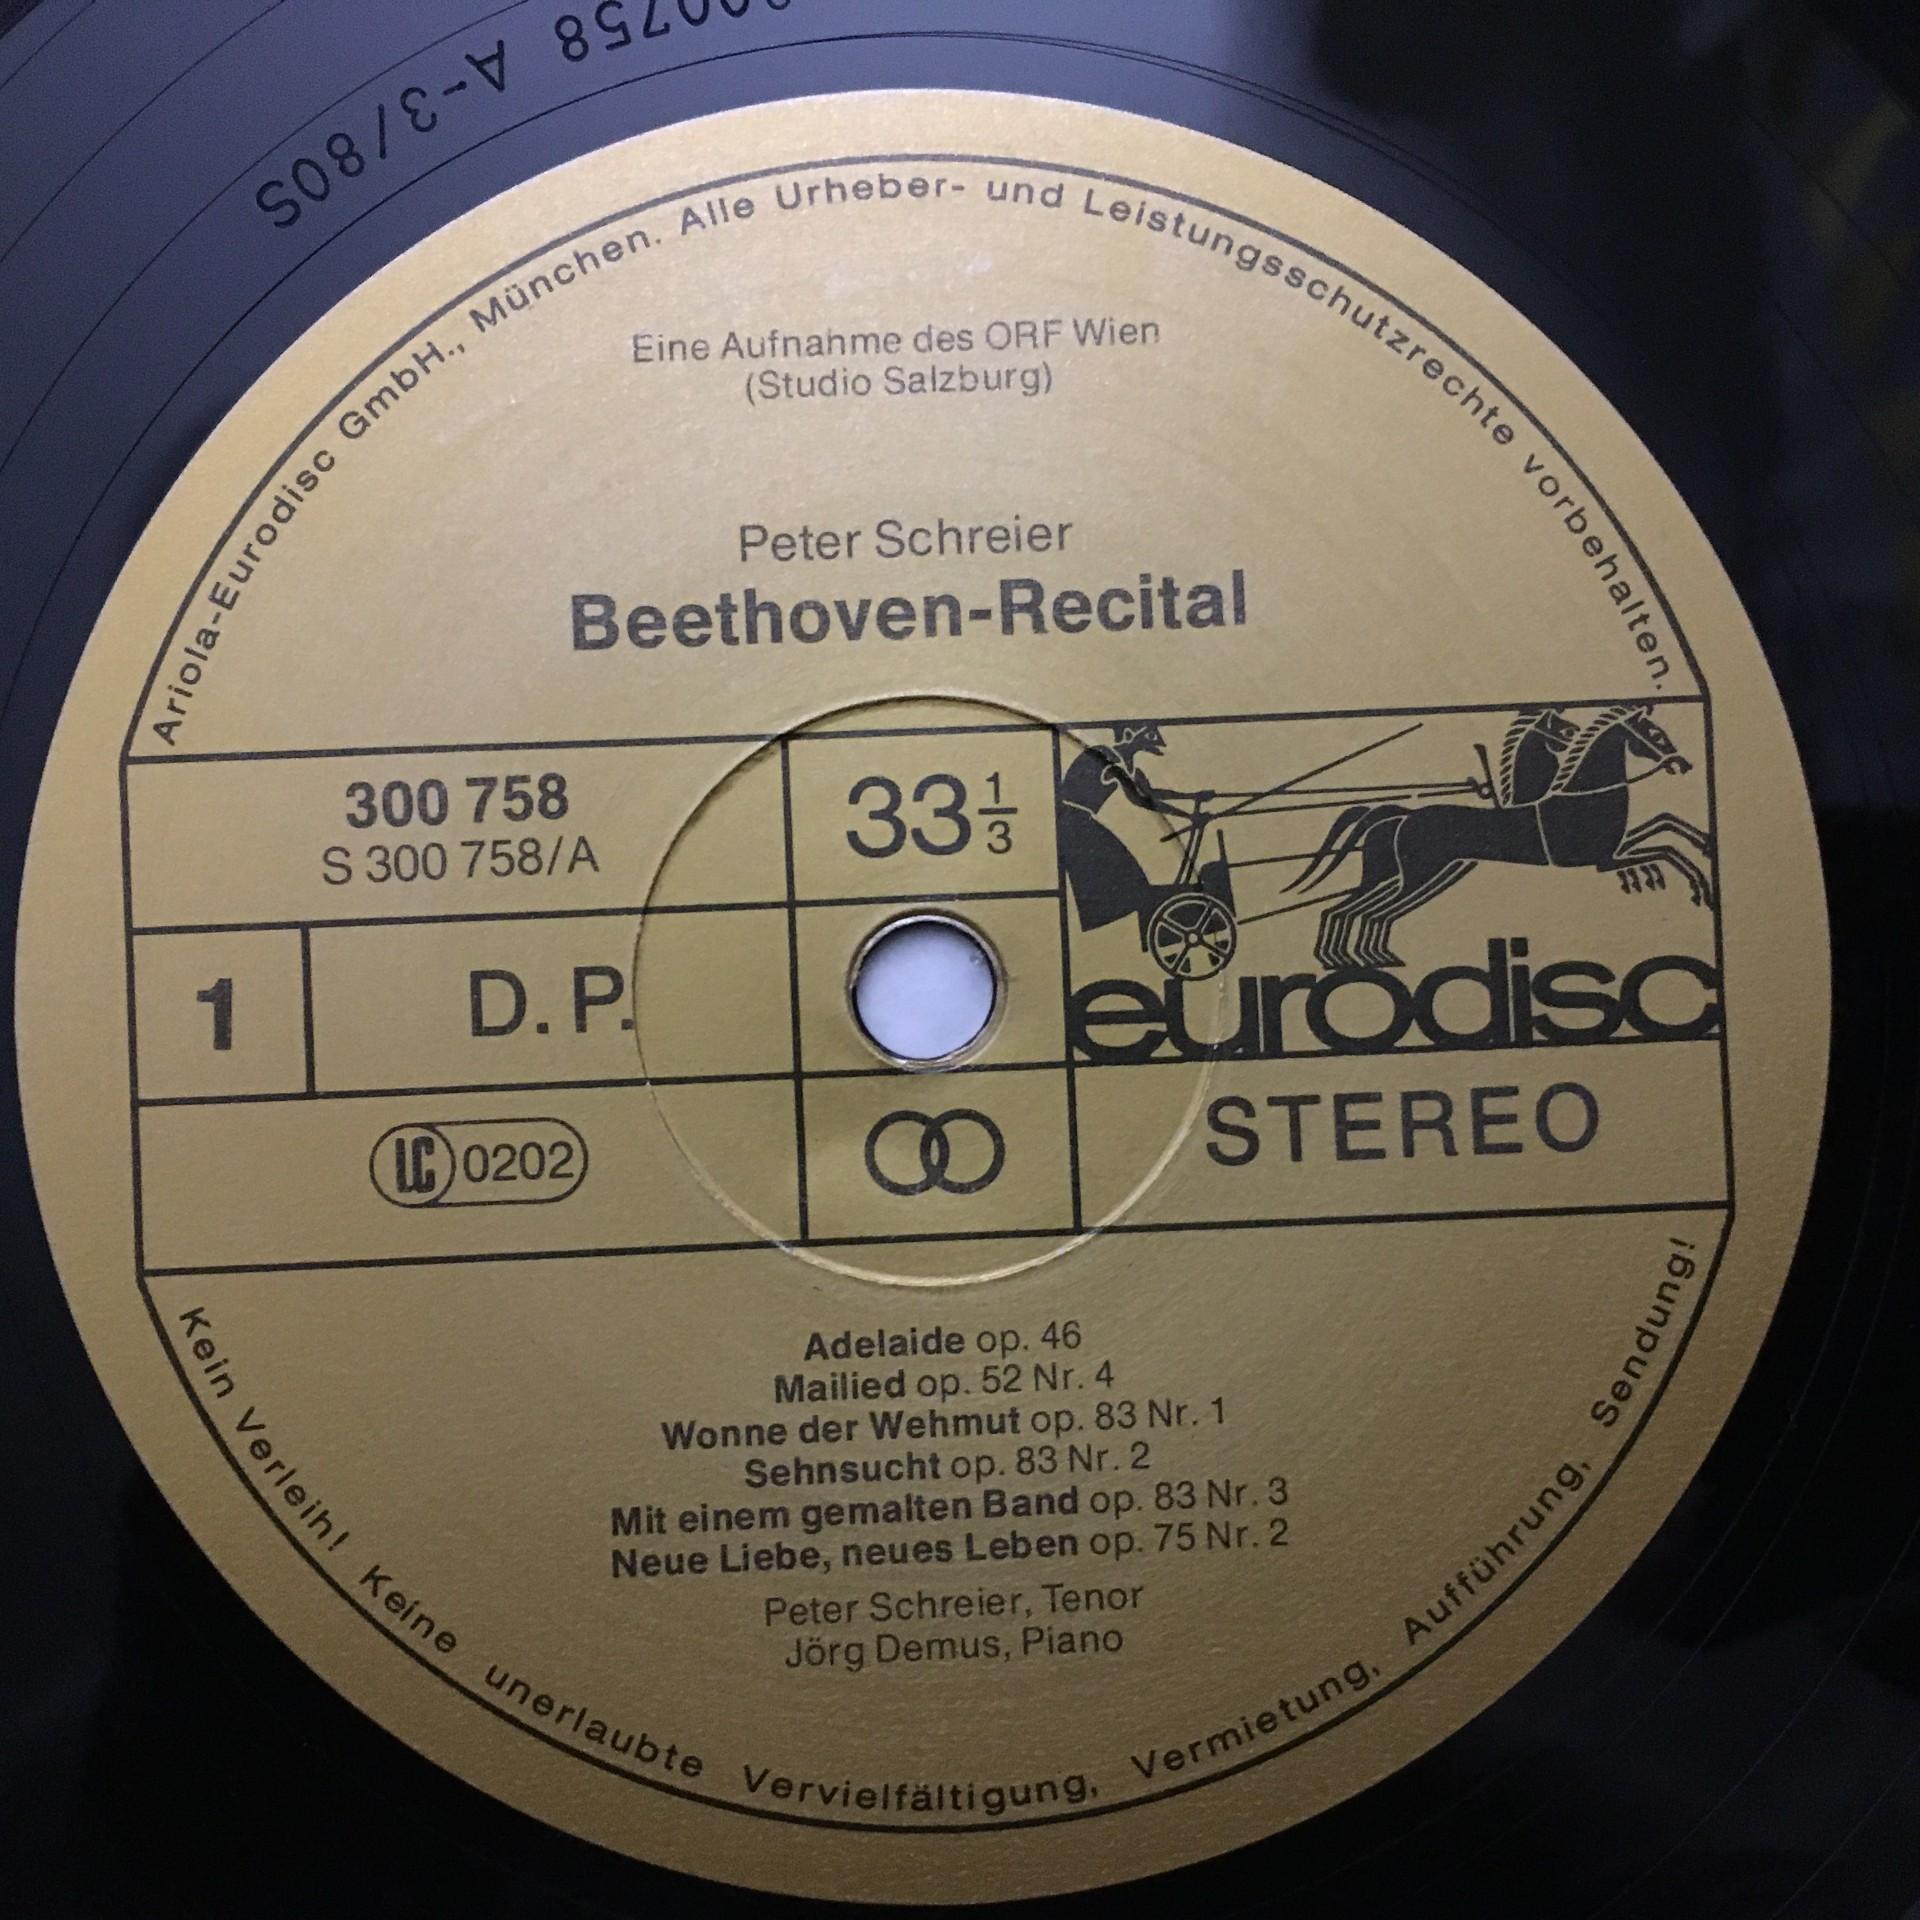 00758 A-3/80S
Ariola-Eurodisc GmbH., München. Alle Urheber- und Leistungsschutzrechte vorbehalten.
Eine Aufnahme des ORF Wien
(Studio Salzburg)
Peter Schreier
Beethoven-Recital
300 758
S 300 758/A
33 1/3
1
D. P.
eurodisc
LC 0202
STEREO
Adelaide op. 46
Mailied op. 52 Nr. 4
Wonne der Wehmut op. 83 Nr. 1
Sehnsucht op. 83 Nr. 2
Mit einem gemalten Band op. 83 Nr. 3
Neue Liebe, neues Leben op. 75 Nr. 2
Peter Schreier, Tenor
Jörg Demus, Piano
Kein Verleih! Keine unerlaubte Vervielfältigung, Vermietung, Aufführung, Sendung!